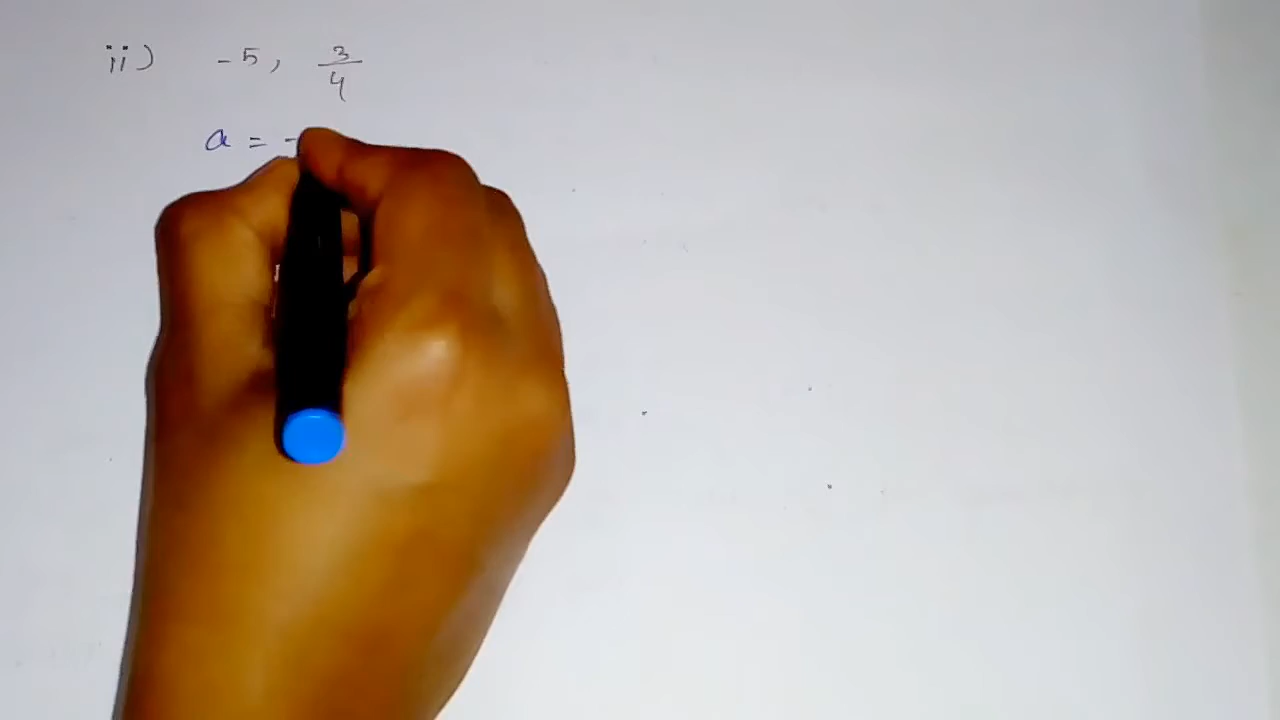 ii) -5, 3/4
a = -